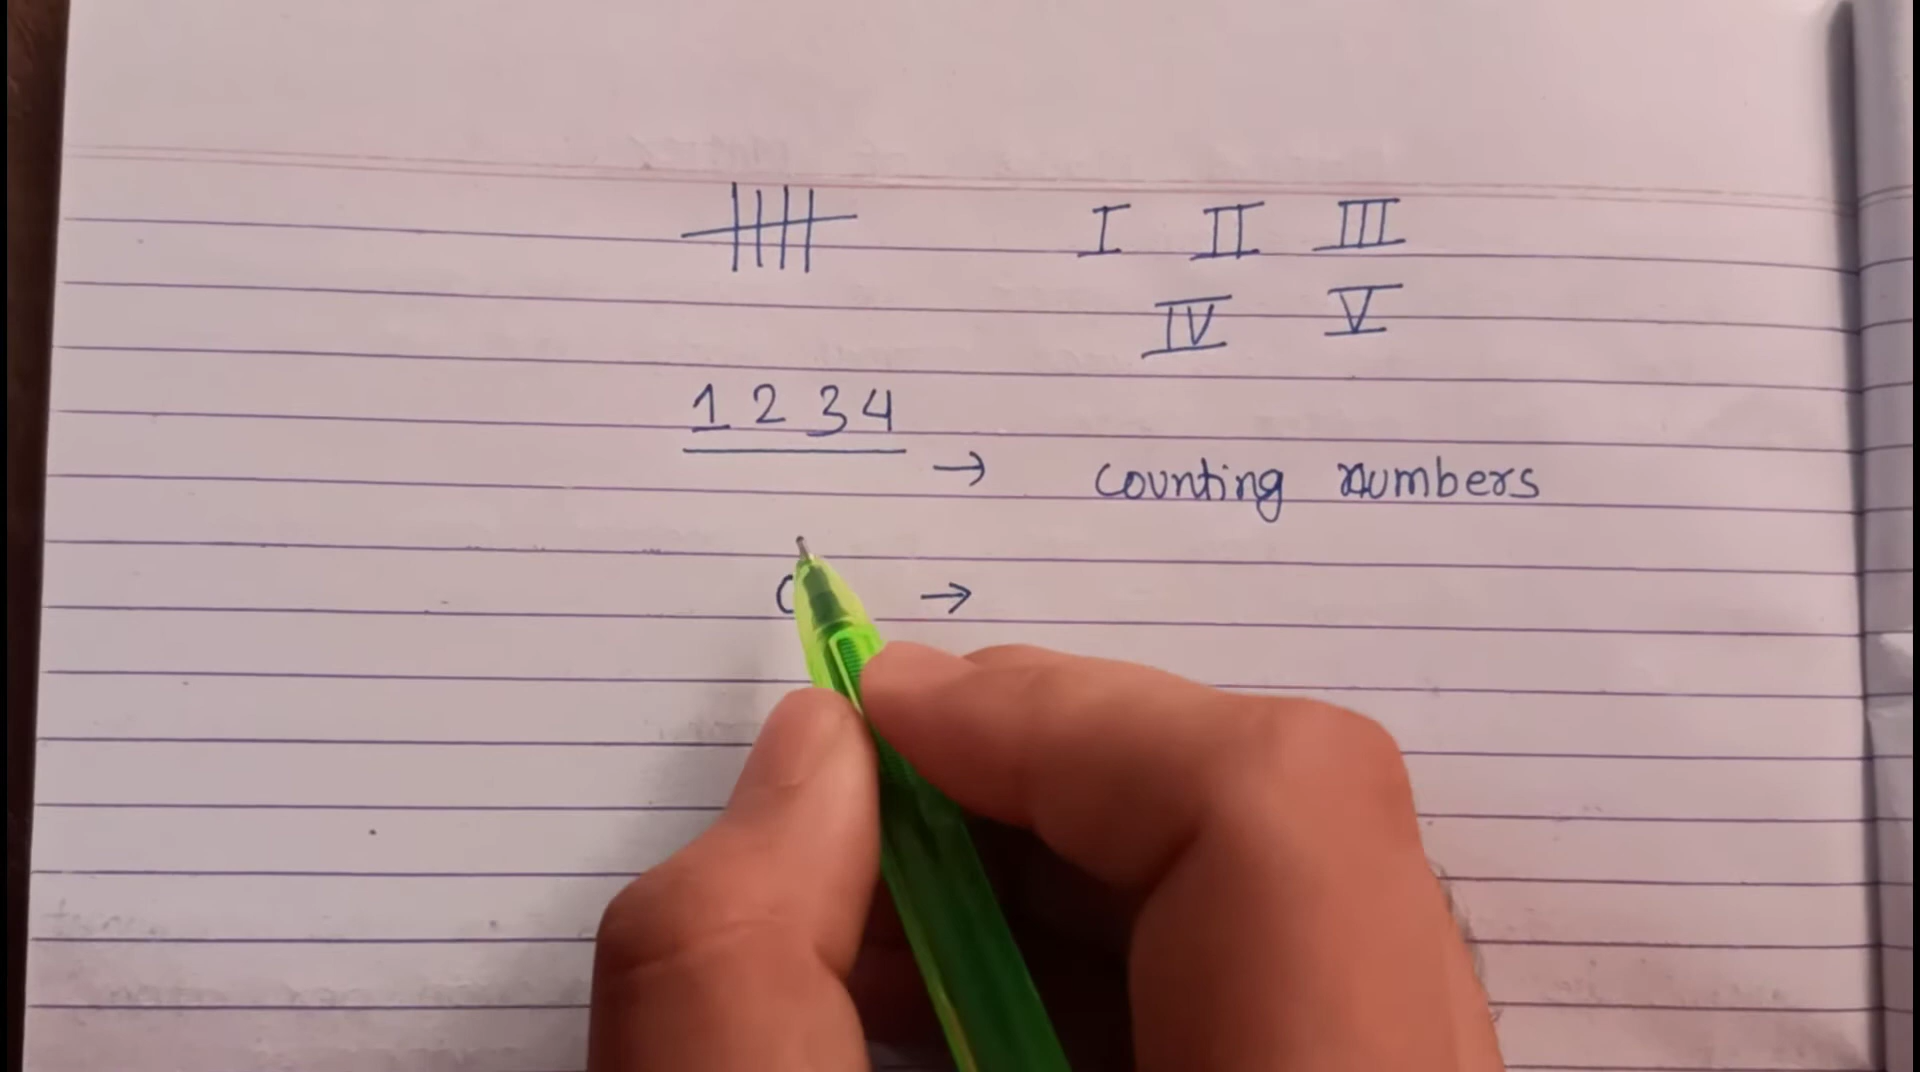 I II III
IV V
1 2 3 4
→ counting numbers
→